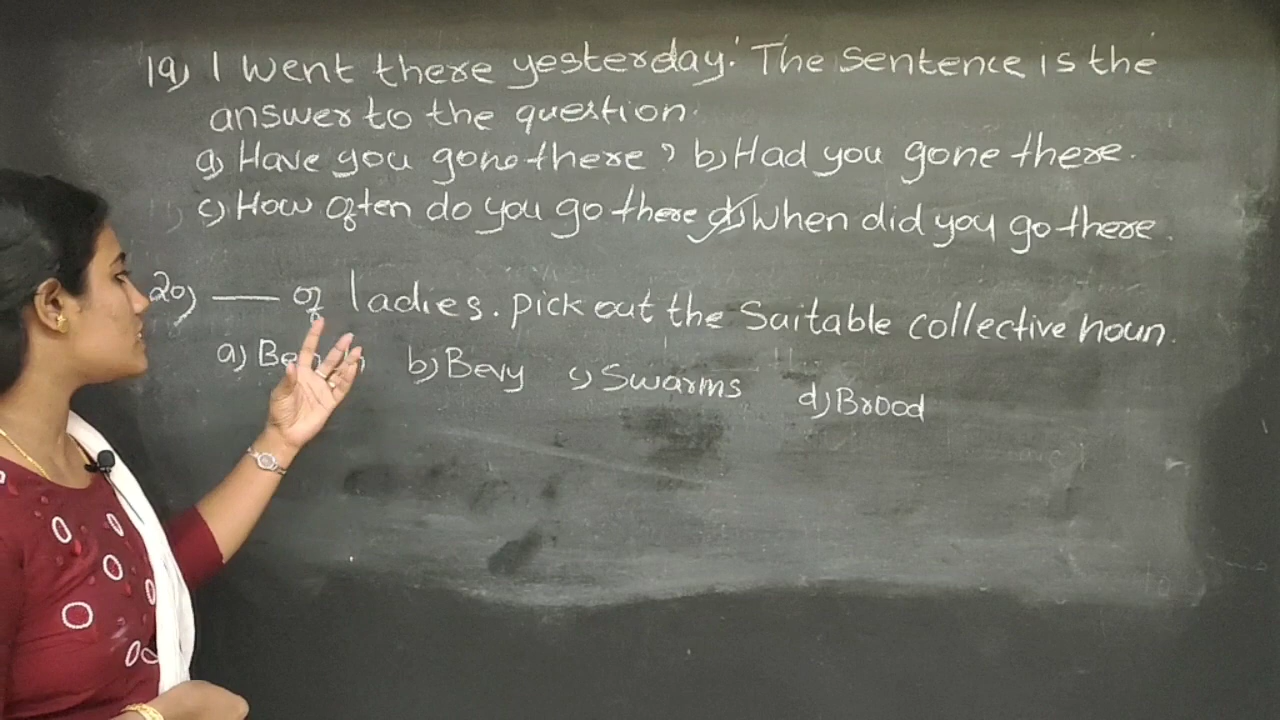 19) I went there yesterday.' The Sentence is the
answer to the question.
a) Have you gone there? b) Had you gone there.
c) How often do you go there d) When did you go there.
20) — of ladies. Pick out the Suitable collective noun.
a) b) Bevy c) Swarms d) Brood